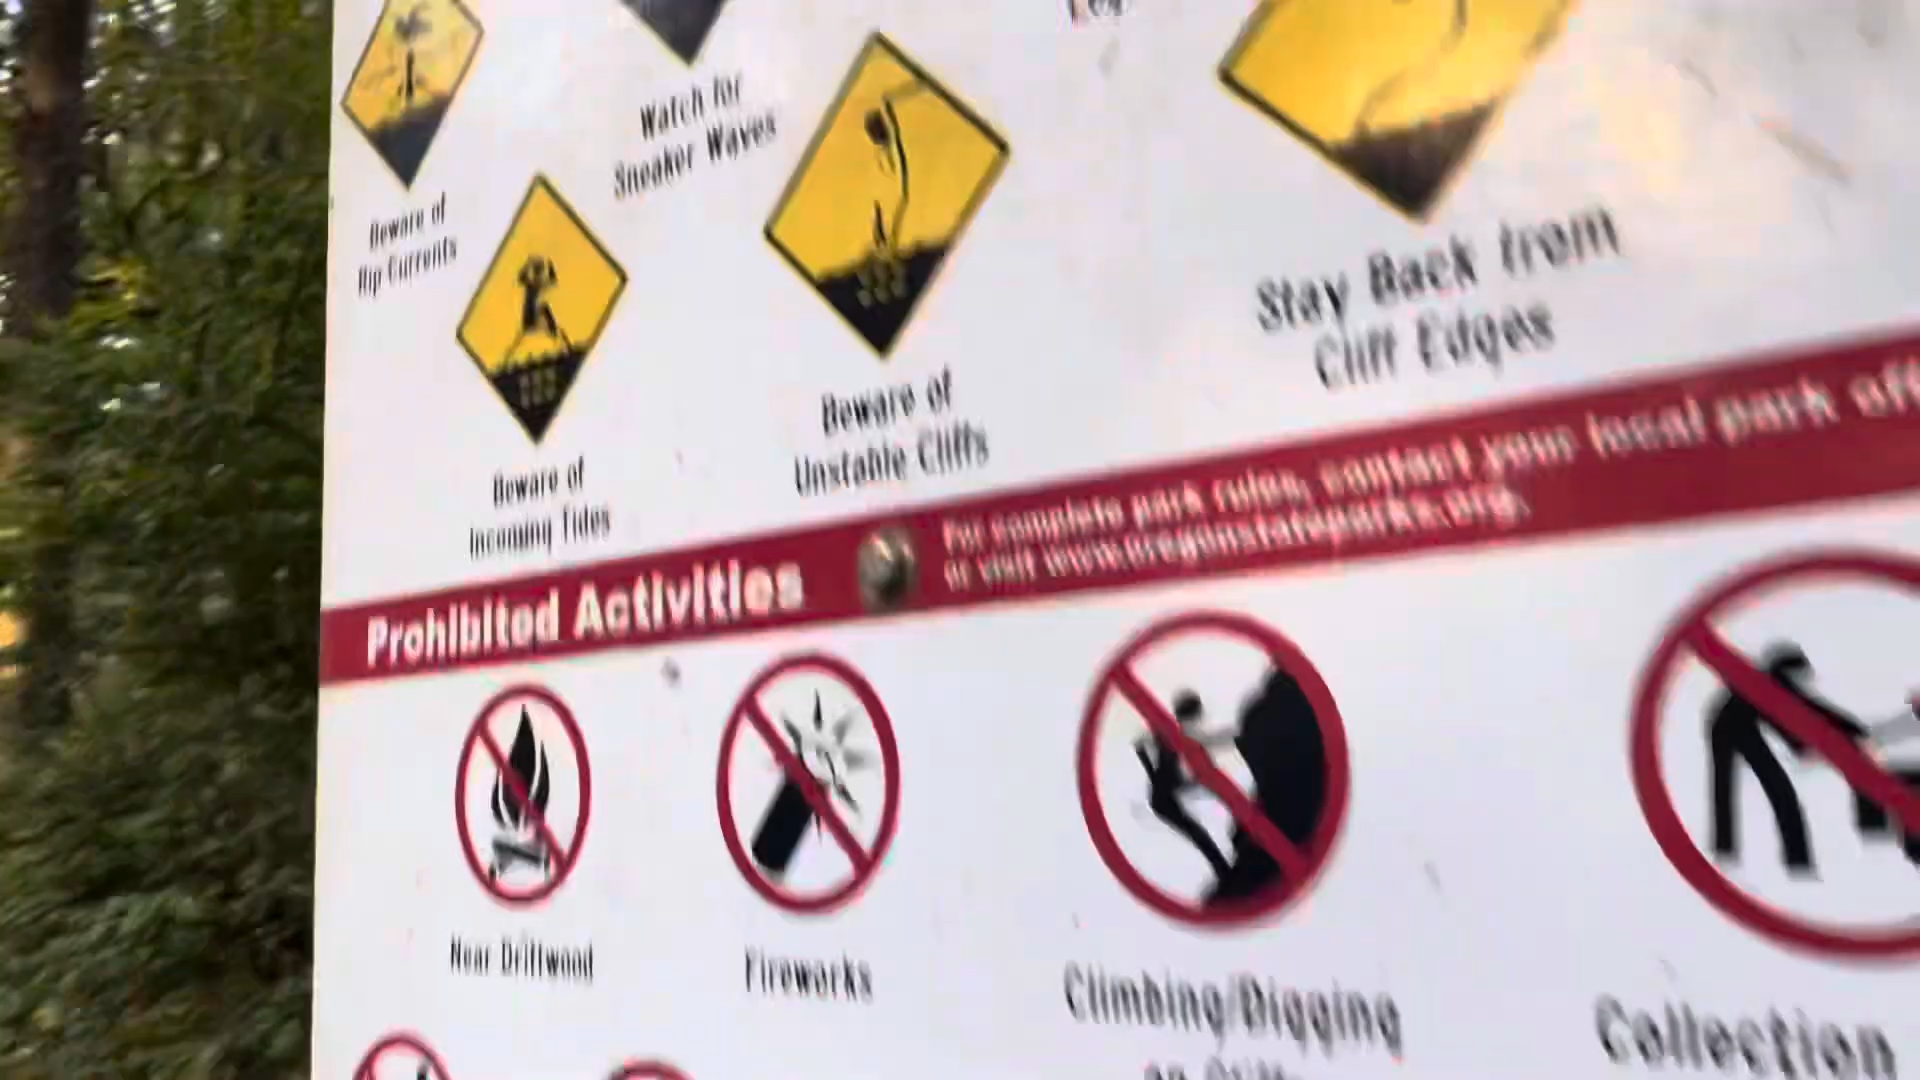 Watch for
Sneaker Waves
Beware of
Rip Currents
Stay Back from
Cliff Edges
Beware of
Unstable Cliffs
Beware of
Incoming Tides
Prohibited Activities
For complete park rules, contact your local park
or visit www.oregonstateparks.org.
Near Driftwood
Fireworks
Climbing/Digging
Collection